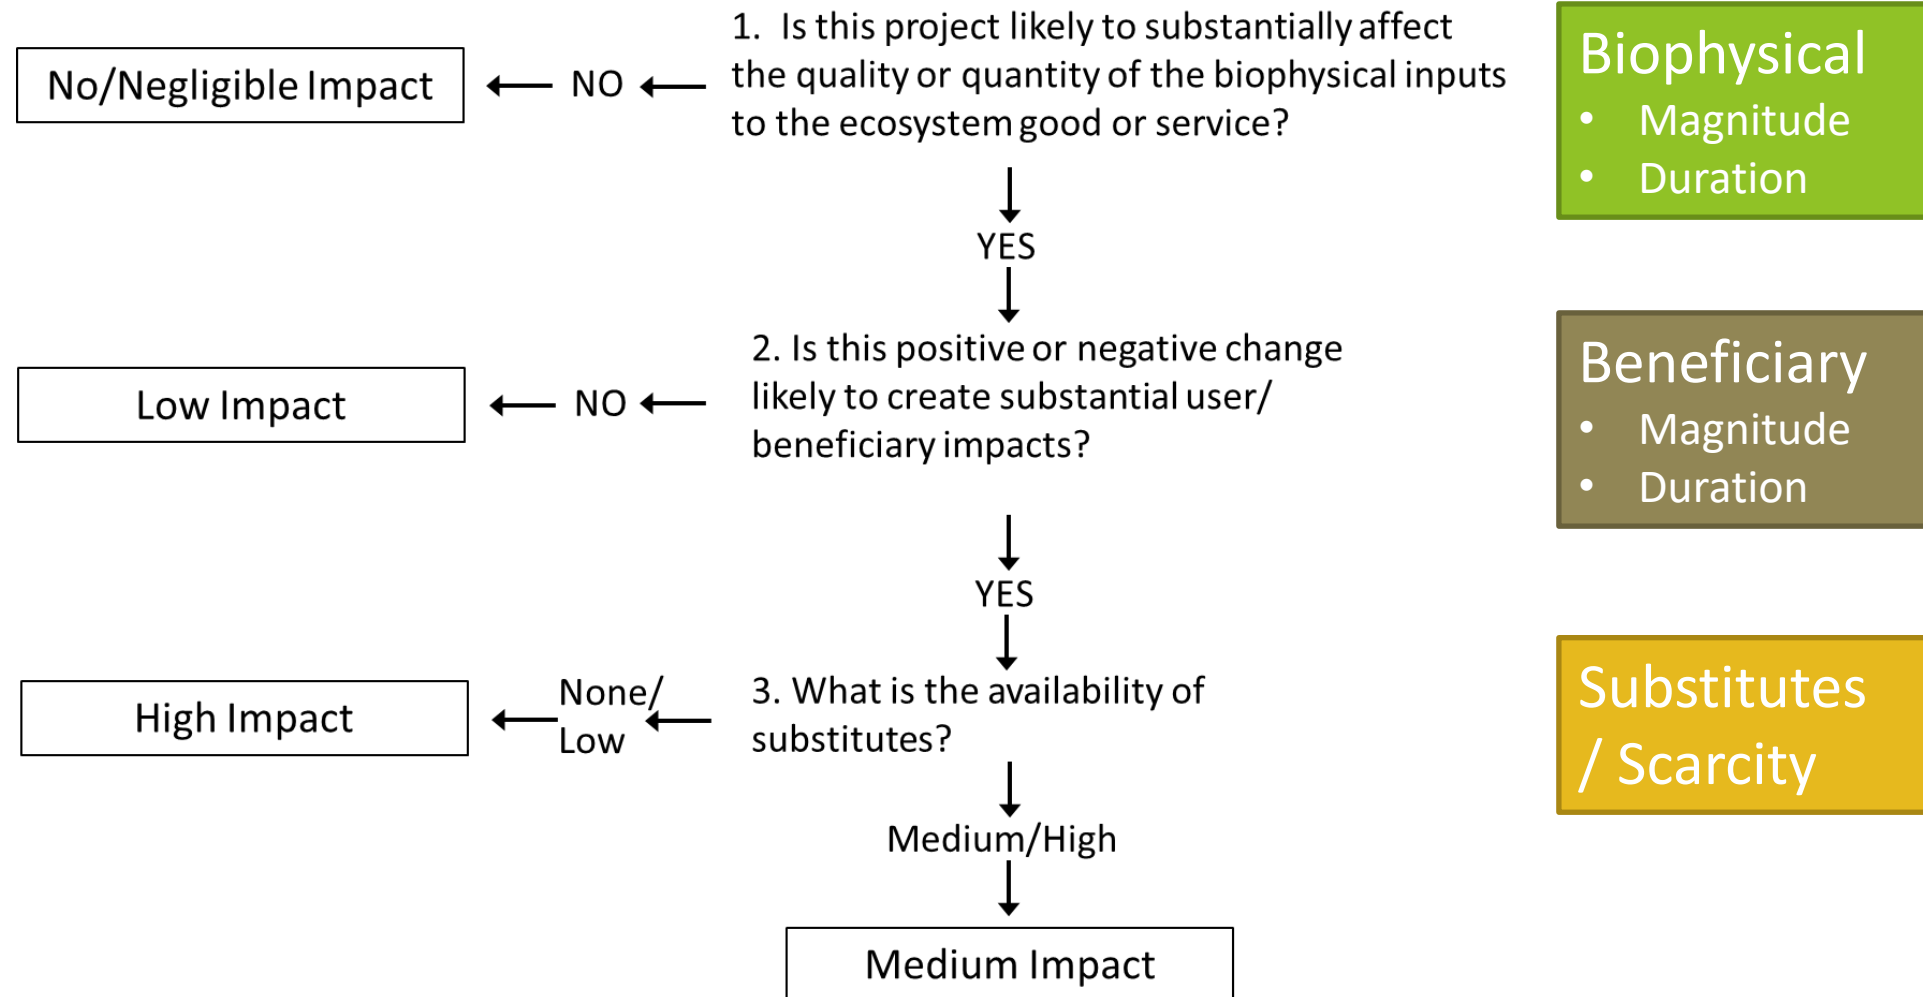 1. Is this project likely to substantially affect
the quality or quantity of the biophysical inputs
to the ecosystem good or service?
No/Negligible Impact
NO
Biophysical
• Magnitude
• Duration
YES
2. Is this positive or negative change
likely to create substantial user/
beneficiary impacts?
Low Impact
NO
Beneficiary
• Magnitude
• Duration
YES
3. What is the availability of
substitutes?
High Impact
None/
Low
Substitutes
/ Scarcity
Medium/High
Medium Impact